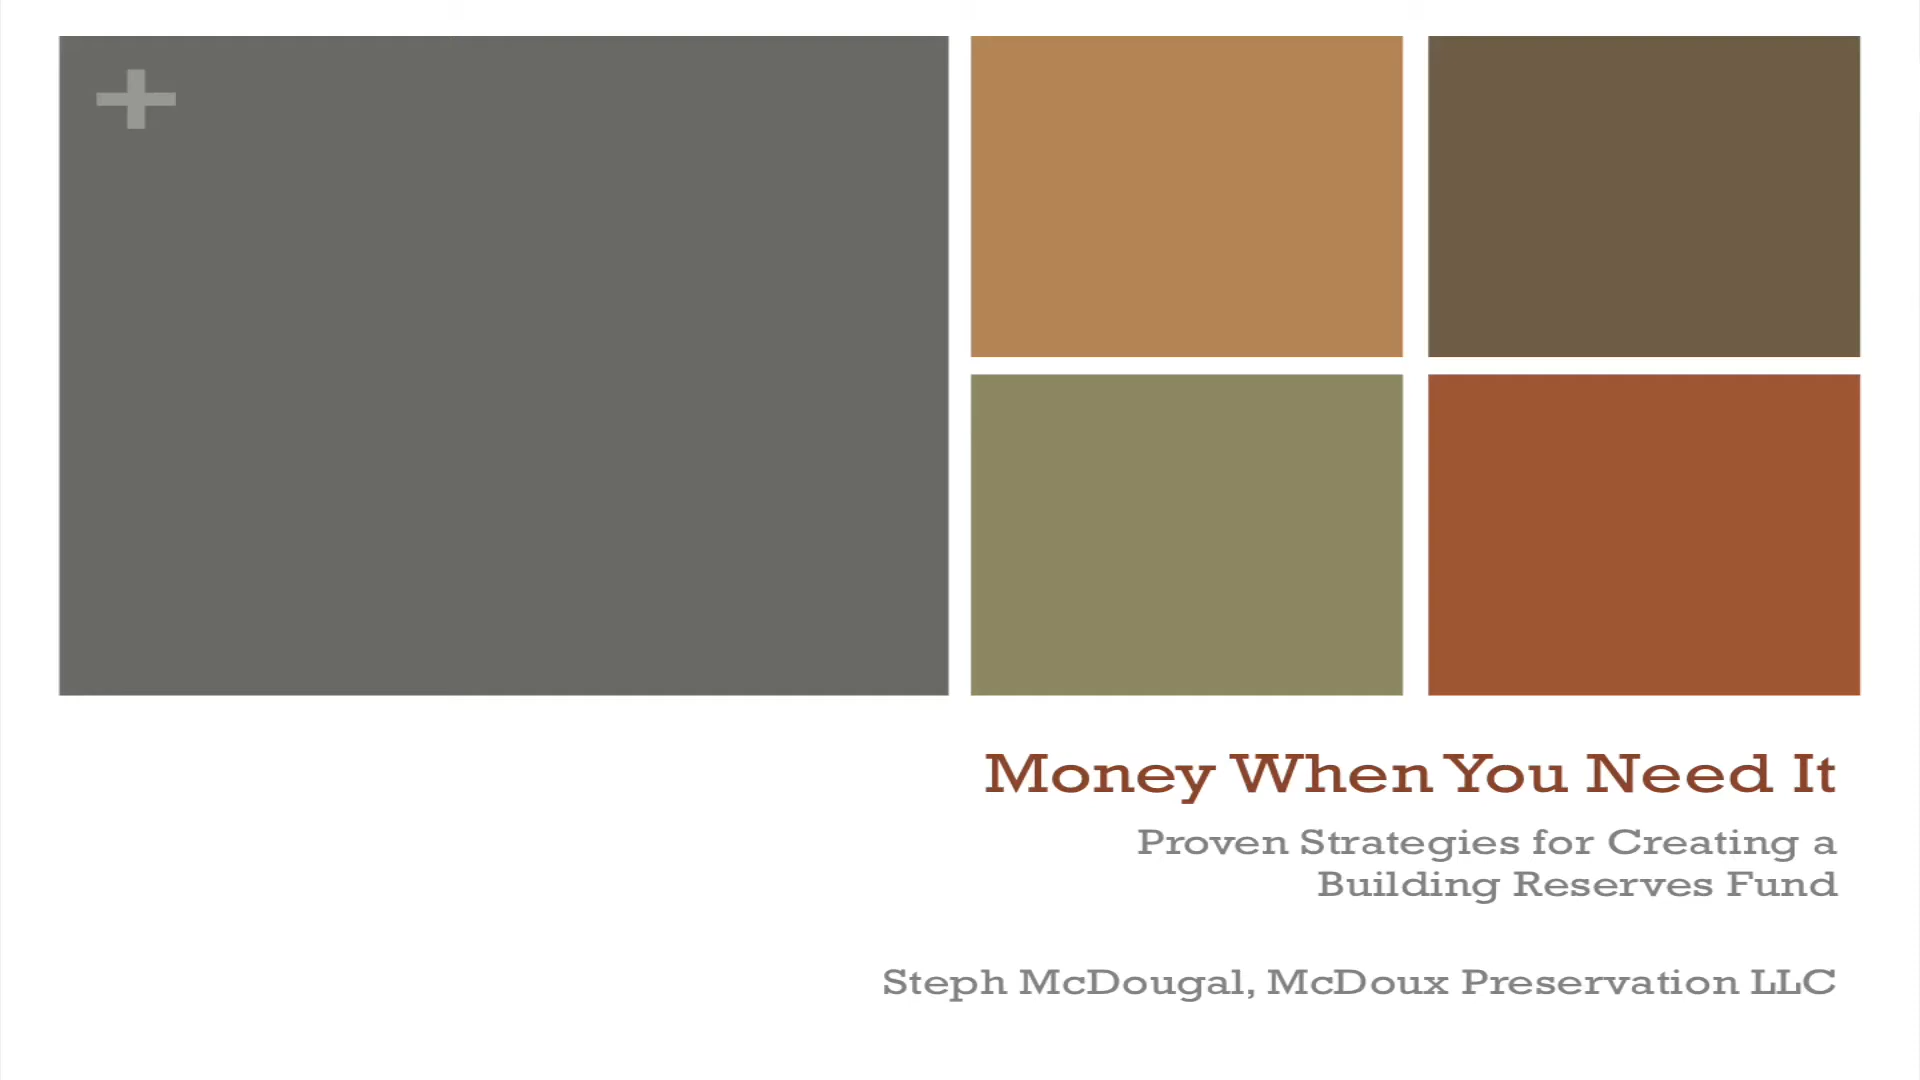 +
Money When You Need It
Proven Strategies for Creating a
Building Reserves Fund
Steph McDougal, McDoux Preservation LLC